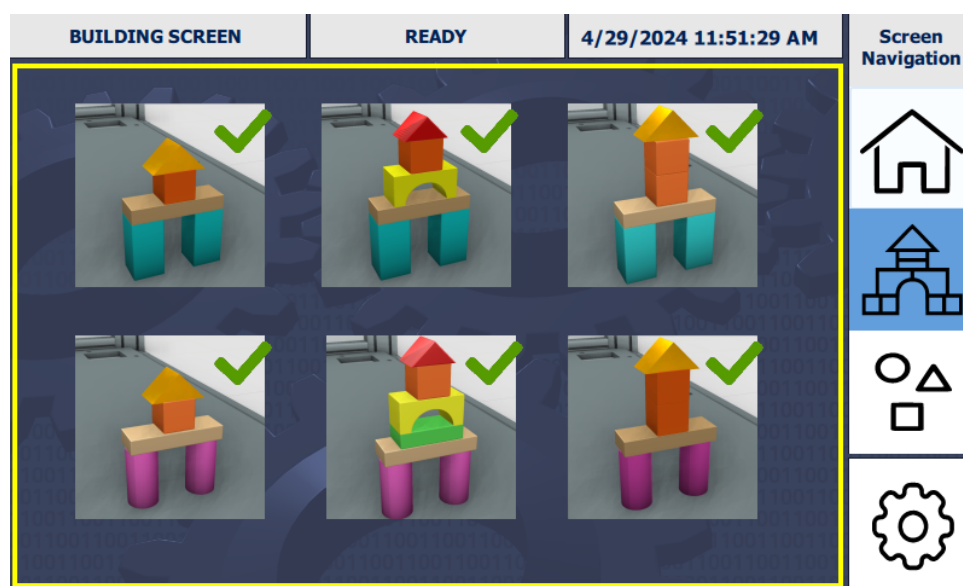 BUILDING SCREEN
READY
4/29/2024 11:51:29 AM
Screen
Navigation